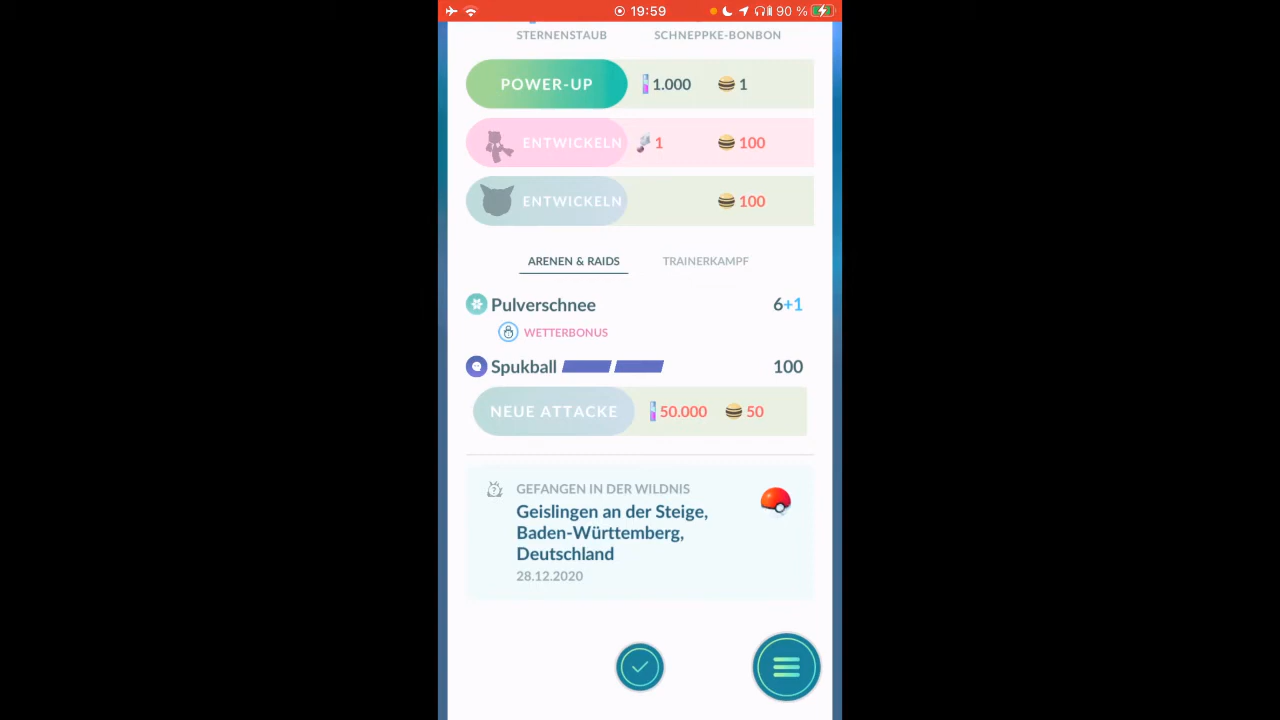 19:59 90 %
STERNENSTAUB SCHNEPPKE-BONBON
POWER-UP 1.000 1
ENTWICKELN 1 100
ENTWICKELN 100
ARENEN & RAIDS TRAINERKAMPF
Pulverschnee 6+1
WETTERBONUS
Spukball 100
NEUE ATTACKE 50.000 50
GEFANGEN IN DER WILDNIS
Geislingen an der Steige,
Baden-Württemberg,
Deutschland
28.12.2020